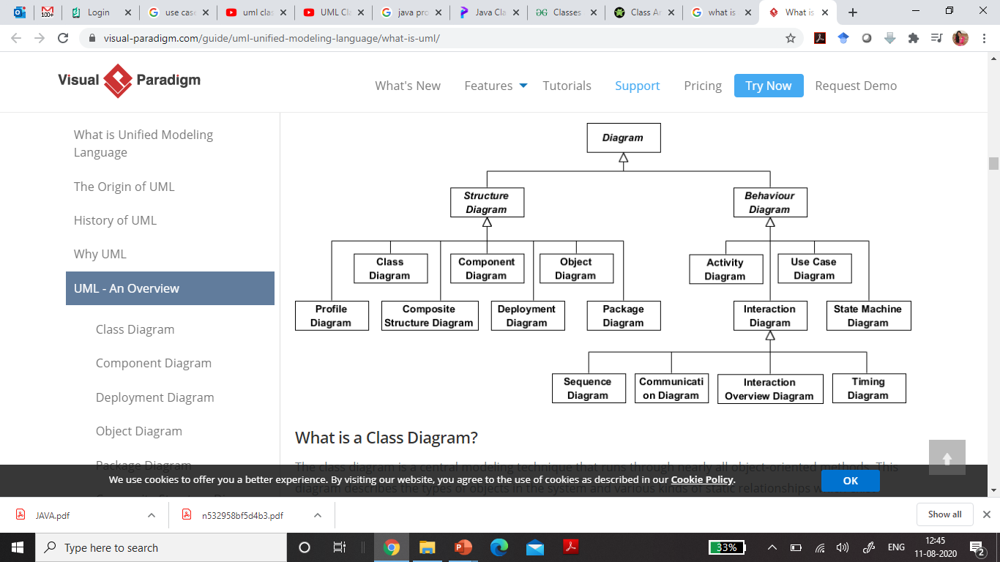 Login
use case
uml clas
UML Cla
java pro
Java Cla
Classes
Class Ar
what is
What is
visual-paradigm.com/guide/uml-unified-modeling-language/what-is-uml/
Visual Paradigm
What's New
Features
Tutorials
Support
Pricing
Try Now
Request Demo
What is Unified Modeling
Language
The Origin of UML
History of UML
Why UML
UML - An Overview
Class Diagram
Component Diagram
Deployment Diagram
Object Diagram
Package Diagram
Diagram
Structure
Diagram
Behaviour
Diagram
Class
Diagram
Component
Diagram
Object
Diagram
Activity
Diagram
Use Case
Diagram
Profile
Diagram
Composite
Structure Diagram
Deployment
Diagram
Package
Diagram
Interaction
Diagram
State Machine
Diagram
Sequence
Diagram
Communicati
on Diagram
Interaction
Overview Diagram
Timing
Diagram
What is a Class Diagram?
The class diagram is a central modeling technique that runs through nearly all object-oriented methods. This
diagram describes the types of objects in the system and various kinds of static relationships which
We use cookies to offer you a better experience. By visiting our website, you agree to the use of cookies as described in our Cookie Policy.
OK
JAVA.pdf
n532958bf5d4b3.pdf
Show all
Type here to search
33%
ENG
12:45
11-08-2020
2